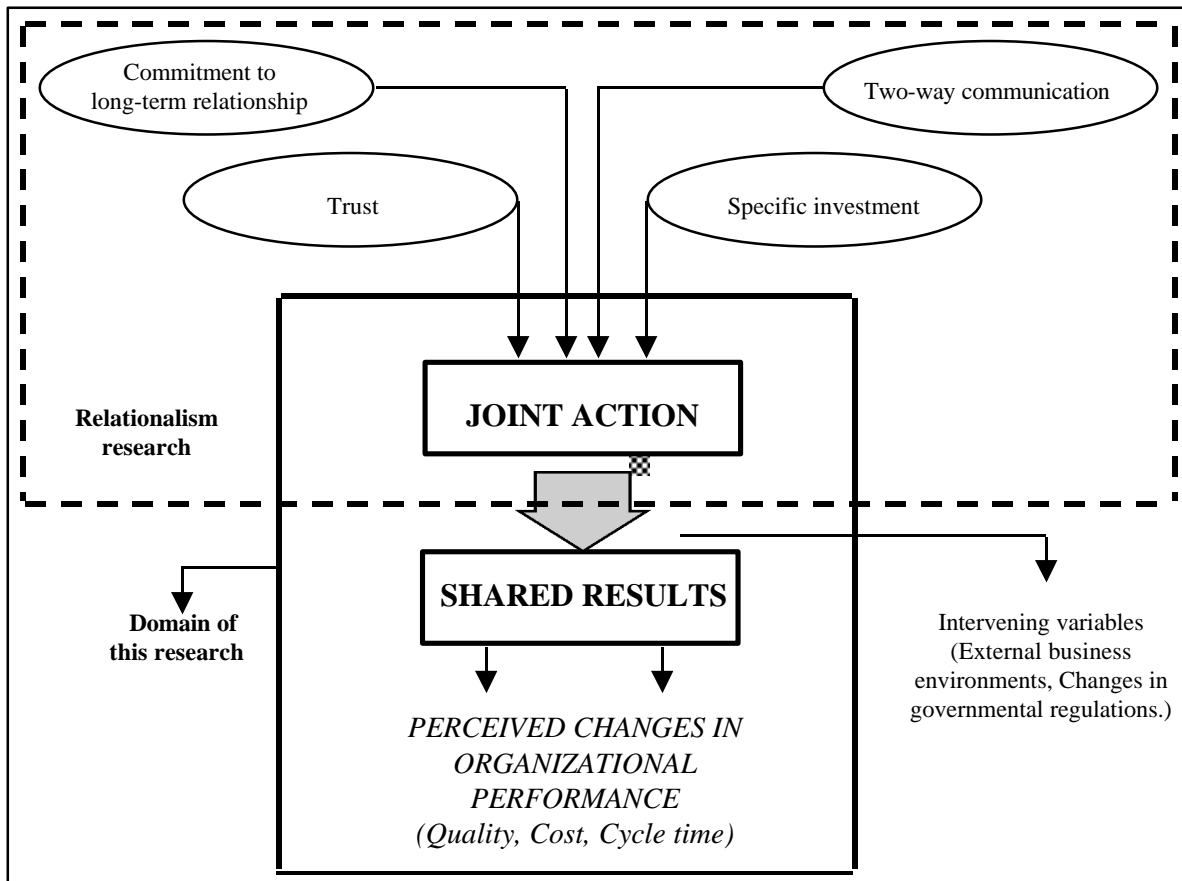 Commitment to
long-term relationship
Two-way communication
Trust
Specific investment
JOINT ACTION
Relationalism
research
SHARED RESULTS
Domain of
this research
Intervening variables
(External business
environments, Changes in
governmental regulations.)
PERCEIVED CHANGES IN
ORGANIZATIONAL
PERFORMANCE
(Quality, Cost, Cycle time)